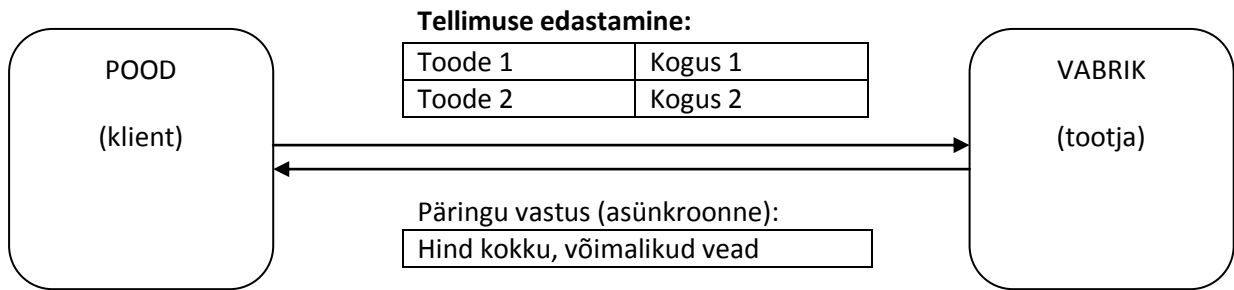 Tellimuse edastamine:
POOD
(klient)
Toode 1 Kogus 1
Toode 2 Kogus 2
VABRIK
(tootja)
Päringu vastus (asünkroonne):
Hind kokku, võimalikud vead